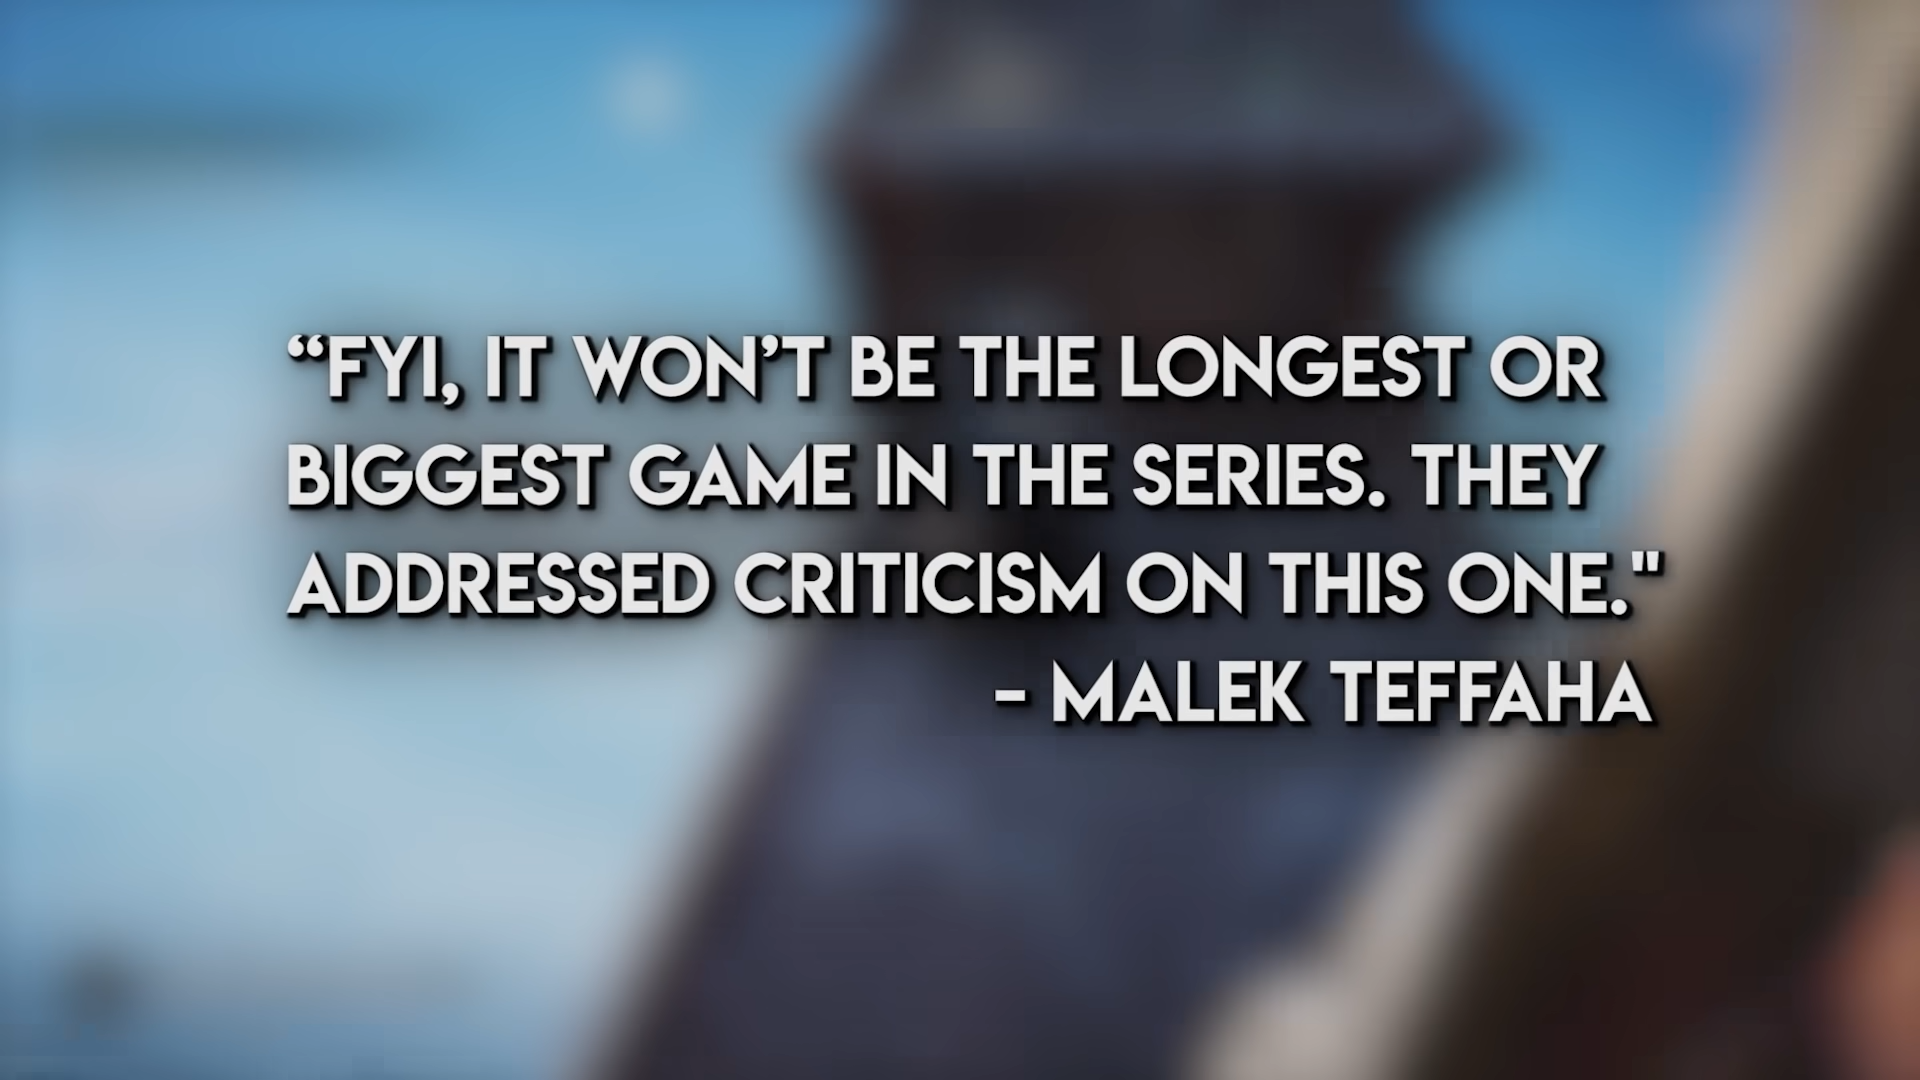 “FYI, IT WON’T BE THE LONGEST OR
BIGGEST GAME IN THE SERIES. THEY
ADDRESSED CRITICISM ON THIS ONE."
- MALEK TEFFAHA